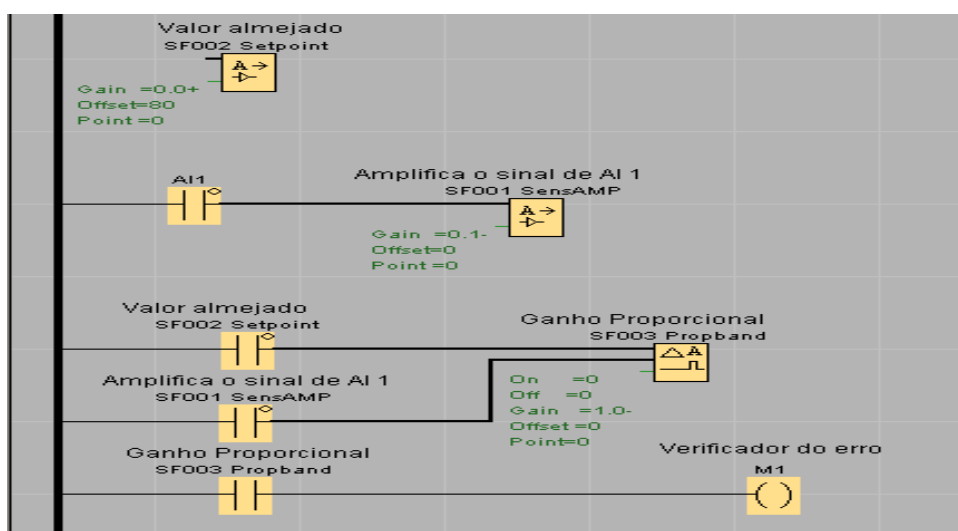 Valor almejado
SF002 Setpoint
A→
Gain =0.0+
Offset=80
Point=0
AI1
Amplifica o sinal de AI 1
SF001 SensAMP
A→
Gain =0.1-
Offset=0
Point=0
Valor almejado
SF002 Setpoint
Ganho Proporcional
SF003 Propband
△A
Amplifica o sinal de AI 1
SF001 SensAMP
On =0
Off =0
Gain =1.0-
Offset=0
Point=0
Ganho Proporcional
SF003 Propband
Verificador do erro
M1